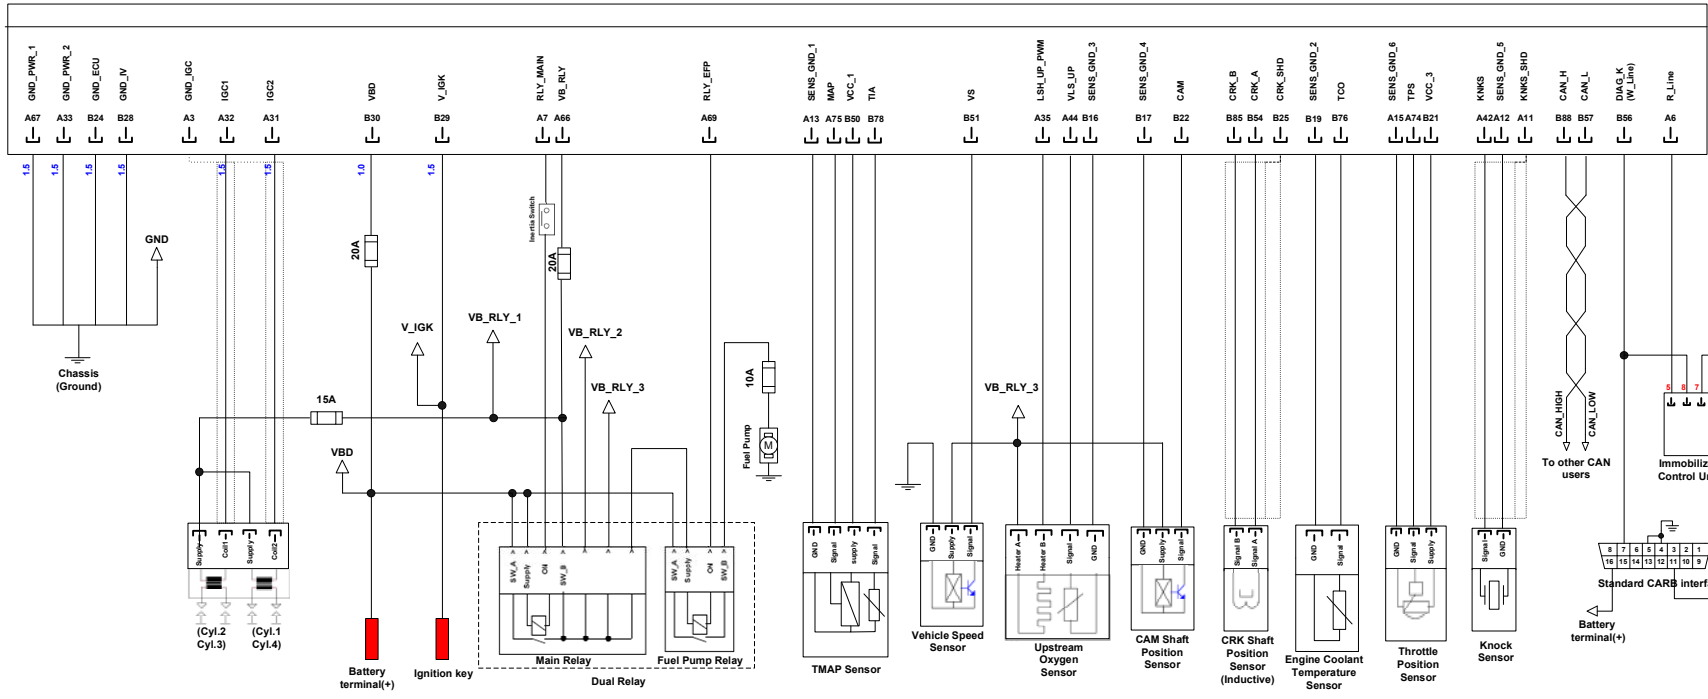 GND_PWR_1
GND_PWR_2
GND_ECU
GND_IV
GND_IGC
IGC1
IGC2
VBD
V_IGK
RLY_MAIN
VB_RLY
RLY_EFP
SENS_GND_1
MAP
VCC_1
TIA
VS
LSH_UP_PWM
VLS_UP
SENS_GND_3
SENS_GND_4
CAM
CRK_B
CRK_A
CRK_SHD
SENS_GND_2
TCO
SENS_GND_6
TPS
VCC_3
KNKS
SENS_GND_5
KNKS_SHD
CAN_H
CAN_L
DIAG_K
(W_Line)
R_Line
A67 A33 B24 B28 A3 A32 A31 B30 B29 A7 A66 A69 A13 A75 B50 B78 B51 A35 A44 B16 B17 B22 B85 B54 B25 B19 B76 A15 A74 B21 A42 A12 A11 B88 B57 B56 A6
1.5 1.5 1.5 1.5 1.5 1.5 1.0 1.5
Inertia Switch
GND
20A
20A
V_IGK
VB_RLY_1
VB_RLY_2
VB_RLY_3
Chassis
(Ground)
15A
10A
Fuel Pump
M
VBD
VB_RLY_3
CAN_HIGH
CAN_LOW
To other CAN
users
5 8 7
Immobiliz
Control Un
Supply
Coil1
Supply
Coil2
(Cyl.2
Cyl.3)
(Cyl.1
Cyl.4)
Battery
terminal(+)
Ignition key
SW_A
Supply
ON
SW_B
Main Relay
SW_A
Supply
ON
SW_B
Fuel Pump Relay
Dual Relay
GND
Signal
supply
Signal
TMAP Sensor
GND
Supply
Signal
Vehicle Speed
Sensor
Heater A
Heater B
Signal
GND
Upstream
Oxygen
Sensor
GND
Supply
Signal
CAM Shaft
Position
Sensor
Signal B
Signal A
CRK Shaft
Position
Sensor
(Inductive)
GND
Signal
Engine Coolant
Temperature
Sensor
GND
Signal
Supply
Throttle
Position
Sensor
Signal
GND
Knock
Sensor
8 7 6 5 4 3 2 1
16 15 14 13 12 11 10 9
Standard CARB interfa
Battery
terminal(+)